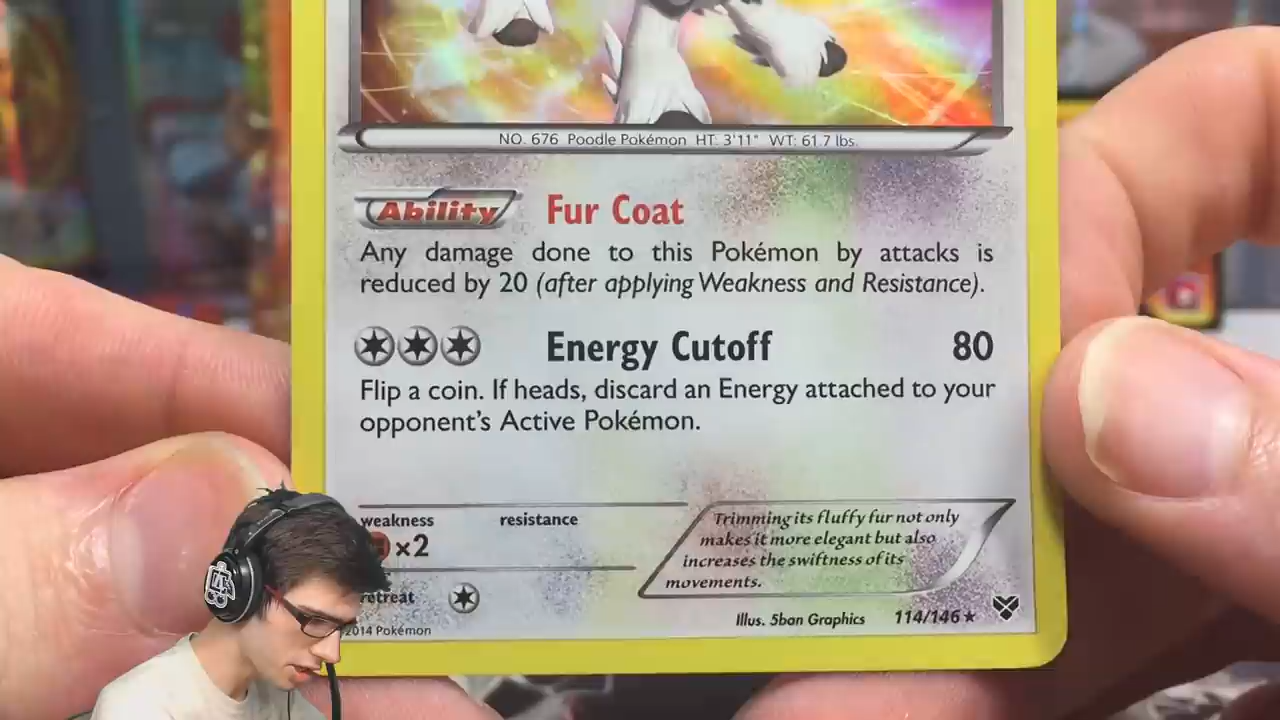 NO. 676 Poodle Pokémon HT: 3'11" WT: 61.7 lbs.
Ability Fur Coat
Any damage done to this Pokémon by attacks is
reduced by 20 (after applying Weakness and Resistance).
Energy Cutoff 80
Flip a coin. If heads, discard an Energy attached to your
opponent's Active Pokémon.
weakness resistance
×2
Trimming its fluffy fur not only
makes it more elegant but also
increases the swiftness of its
movements.
retreat
Illus. 5ban Graphics 114/146
2014 Pokémon